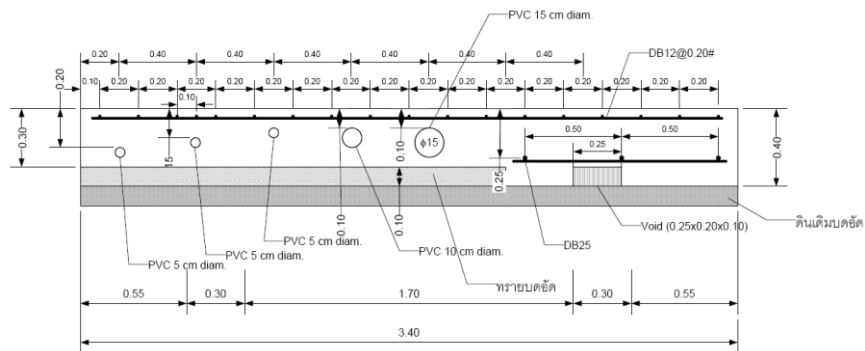 PVC 15 cm diam.
0.20 0.40 0.40 0.40 0.40 0.40
DB12@0.20#
0.20
0.10 0.20 0.20 0.20 0.20 0.20 0.20 0.20 0.20 0.20 0.20 0.20 0.20 0.20 0.20 0.20 0.20
0.10
0.50 0.50
0.30
0.25
0.40
15
0.10
ϕ15
0.25
0.10
0.10
Void (0.25x0.20x0.10)
ดินเดิมบดอัด
PVC 5 cm diam.
PVC 5 cm diam.
PVC 5 cm diam.
PVC 10 cm diam.
DB25
ทรายบดอัด
0.55 0.30 1.70 0.30 0.55
3.40